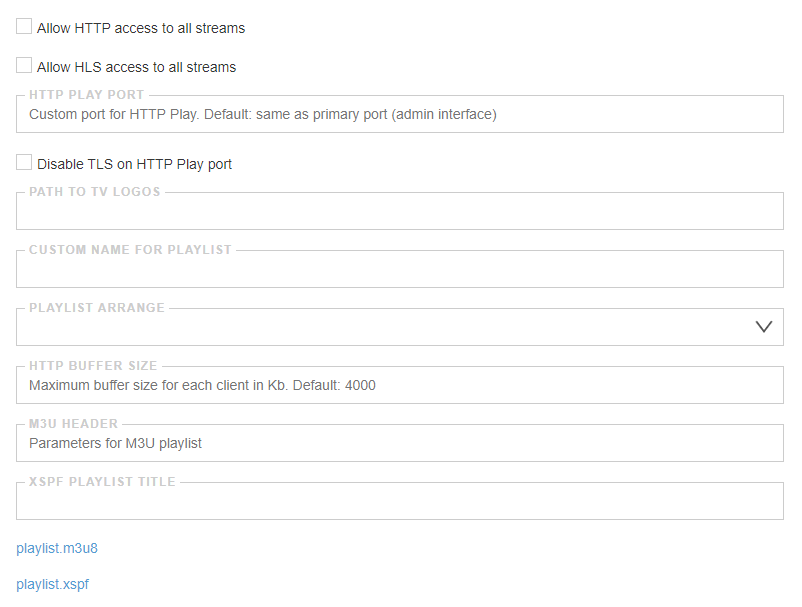 Allow HTTP access to all streams
Allow HLS access to all streams
HTTP PLAY PORT
Custom port for HTTP Play. Default: same as primary port (admin interface)
Disable TLS on HTTP Play port
PATH TO TV LOGOS
CUSTOM NAME FOR PLAYLIST
PLAYLIST ARRANGE
HTTP BUFFER SIZE
Maximum buffer size for each client in Kb. Default: 4000
M3U HEADER
Parameters for M3U playlist
XSPF PLAYLIST TITLE
playlist.m3u8
playlist.xspf